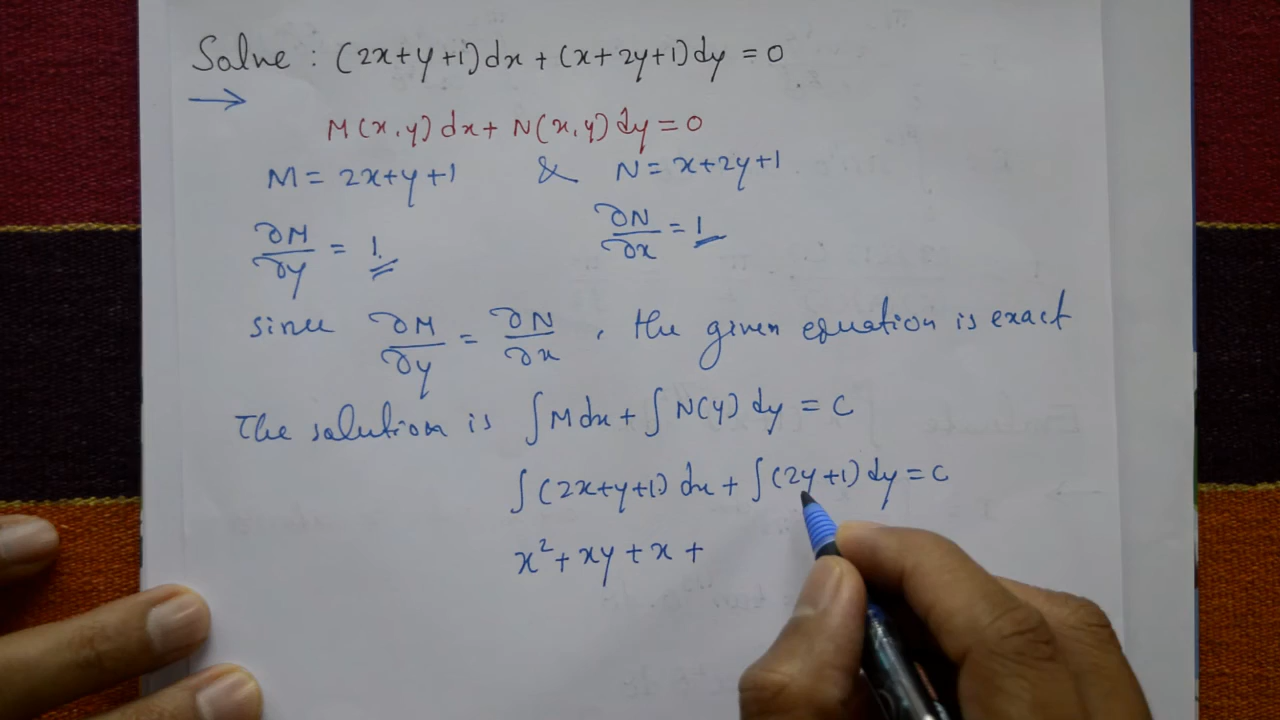 Solve : (2x+y+1)dx + (x+2y+1)dy = 0
M(x,y) dx + N(x,y) dy = 0
M = 2x+y+1 & N = x+2y+1
∂M/∂y = 1 ∂N/∂x = 1
since ∂M/∂y = ∂N/∂x , the given equation is exact
The solution is ∫M dx + ∫N(y) dy = c
∫(2x+y+1) dx + ∫(2y+1) dy = c
x² + xy + x +